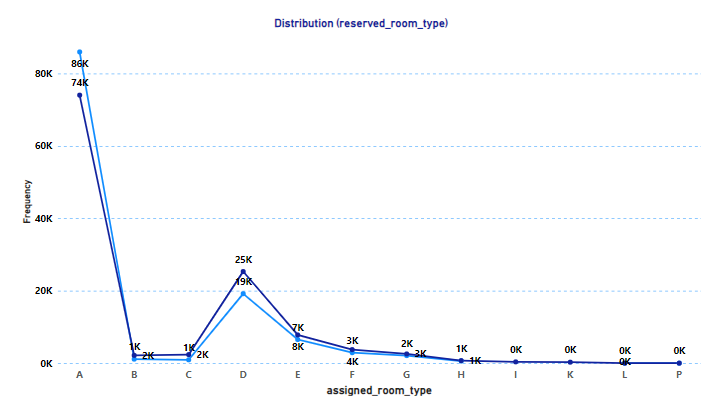 Distribution (reserved_room_type)
86K
80K
74K
60K
Frequency
40K
25K
20K
19K
7K
8K
3K
4K
2K
3K
1K
2K
1K
2K
1K
1K
0K
0K
0K
0K
0K
0K
A B C D E F G H I K L P
assigned_room_type